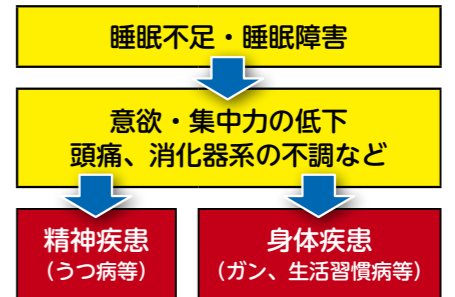 睡眠不足・睡眠障害
意欲・集中力の低下
頭痛、消化器系の不調など
精神疾患
（うつ病等）
身体疾患
（ガン、生活習慣病等）